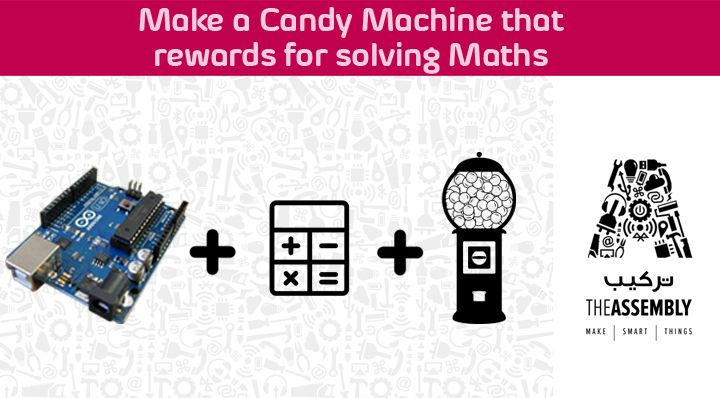 Make a Candy Machine that
rewards for solving Maths
تركيب
THEASSEMBLY
MAKE | SMART | THINGS